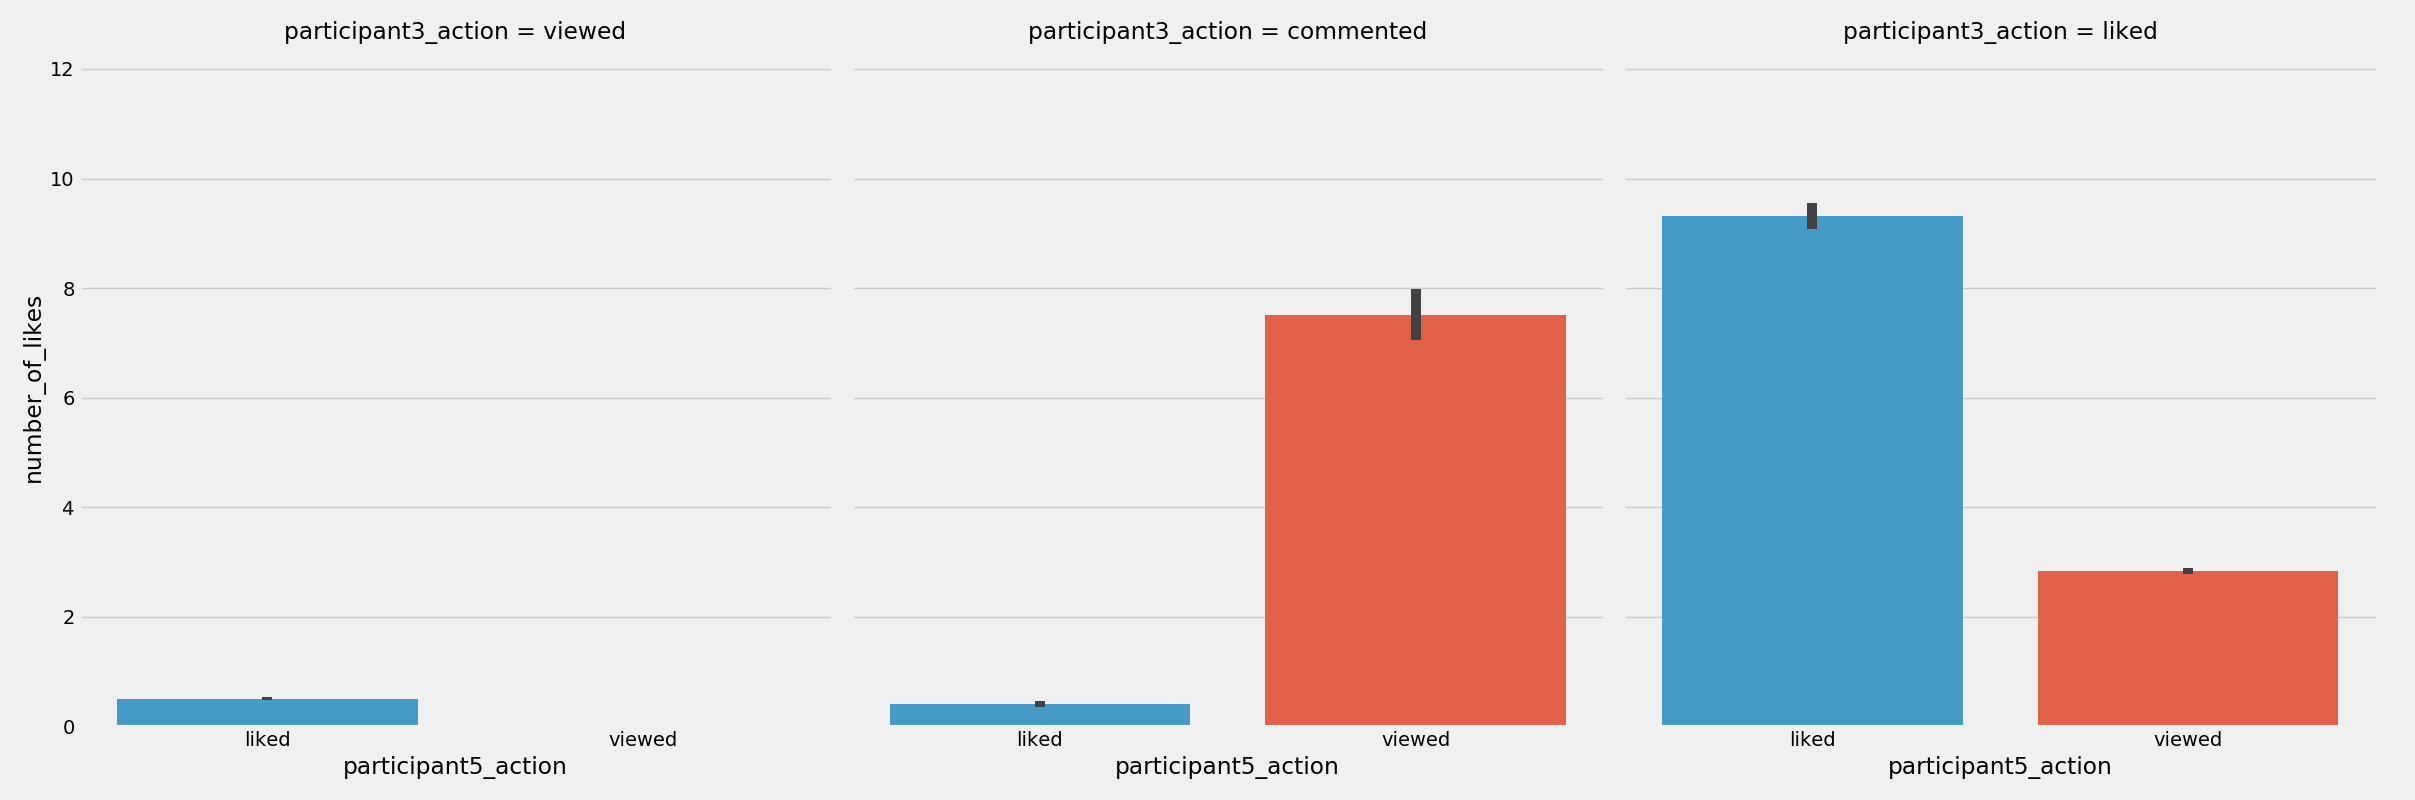 participant3_action = viewed
participant3_action = commented
participant3_action = liked
12
10
8
6
4
2
0
number_of_likes
liked
viewed
liked
viewed
liked
viewed
participant5_action
participant5_action
participant5_action